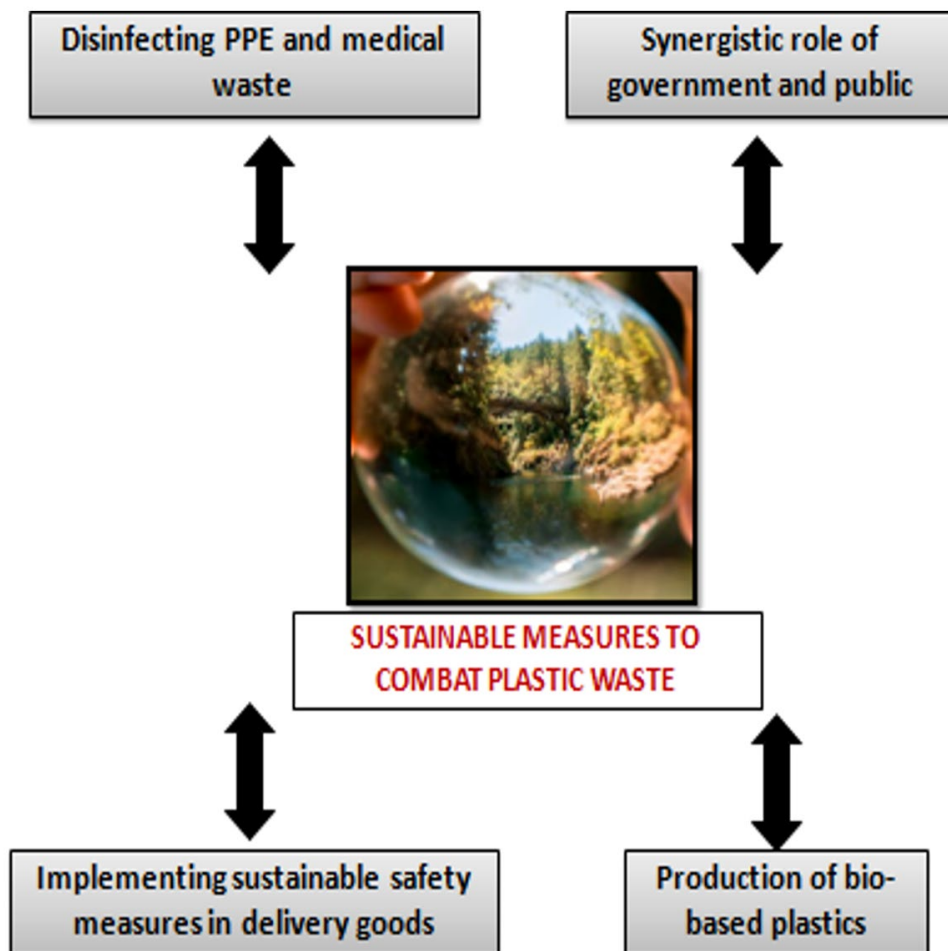 Disinfecting PPE and medical
waste
Synergistic role of
government and public
SUSTAINABLE MEASURES TO
COMBAT PLASTIC WASTE
Implementing sustainable safety
measures in delivery goods
Production of bio-
based plastics